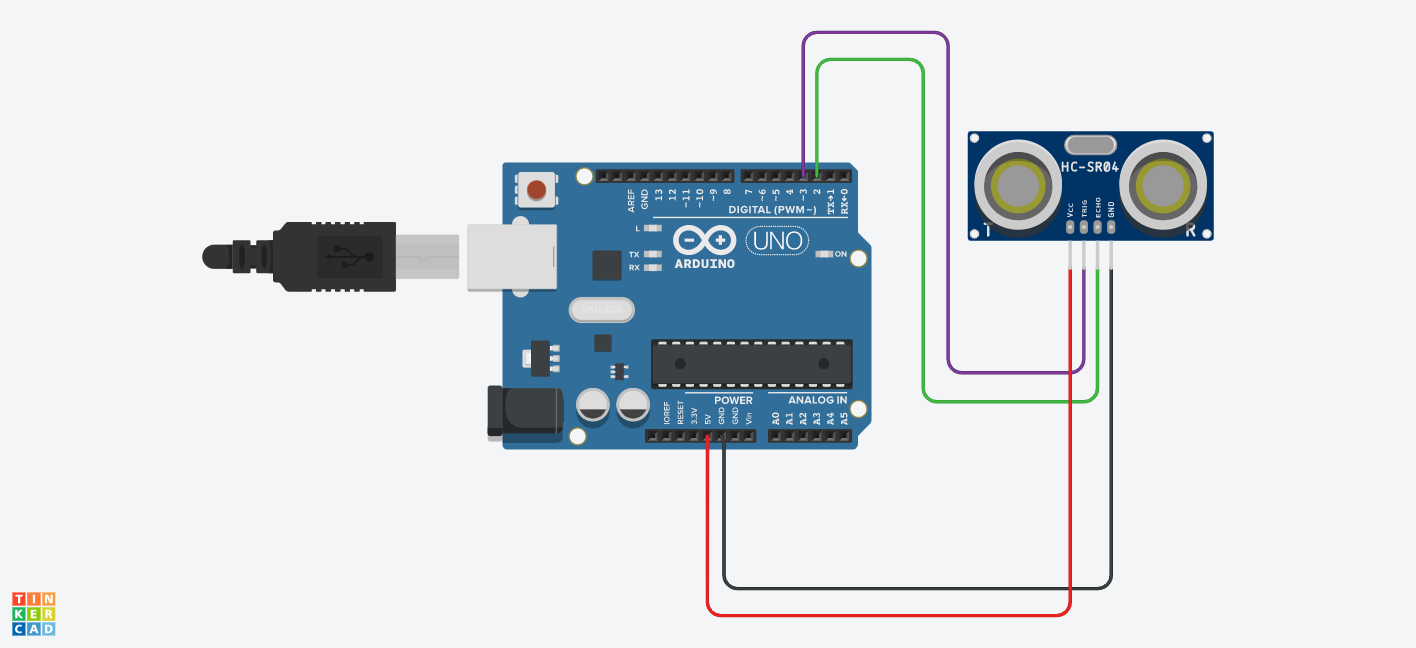 HC-SR04
VCC
TRIG
ECHO
GND
T
R
AREF
GND
13
12
~11
~10
~9
8
7
~6
~5
4
~3
2
TX→1
RX←0
DIGITAL (PWM~)
L
TX
RX
ARDUINO
UNO
ON
POWER
ANALOG IN
IOREF
RESET
3.3V
5V
GND
GND
Vin
A0
A1
A2
A3
A4
A5
TIN
KER
CAD